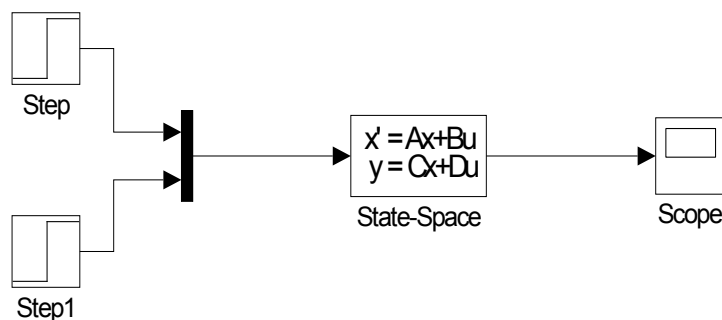 Step
x' = Ax+Bu
y = Cx+Du
State-Space
Scope
Step1